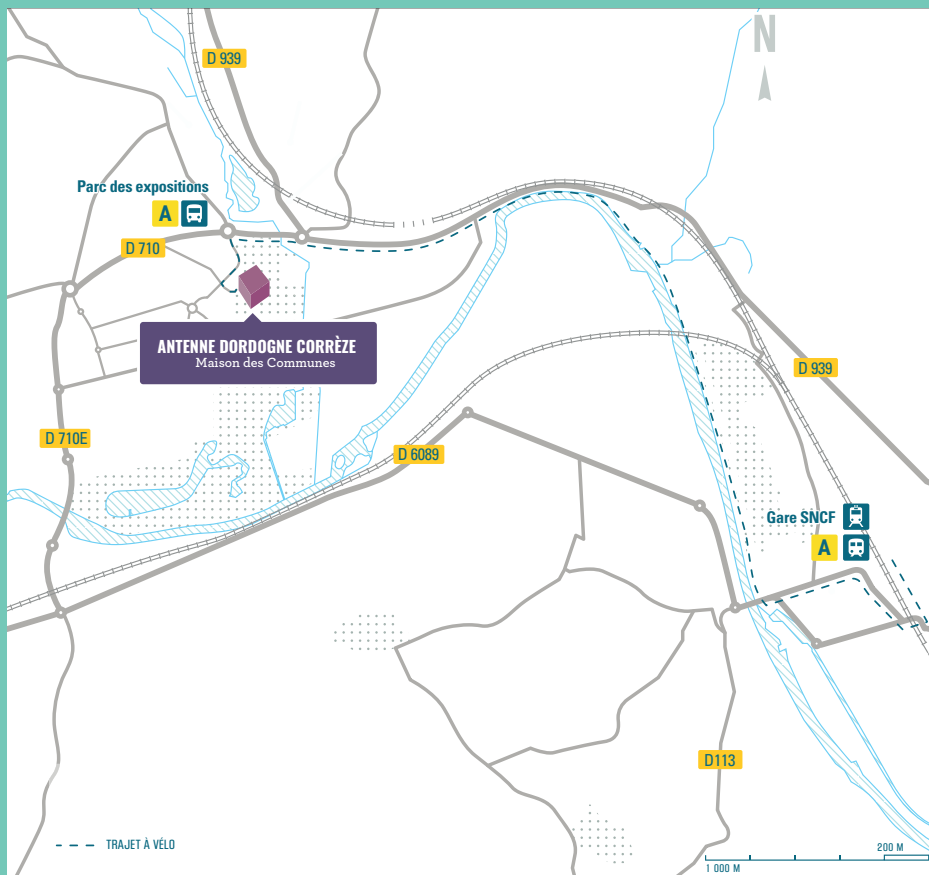 N
D 939
Parc des expositions
A
D 710
ANTENNE DORDOGNE CORRÈZE
Maison des Communes
D 939
D 710E
D 6089
Gare SNCF
A
D113
TRAJET À VÉLO
200 M
1 000 M